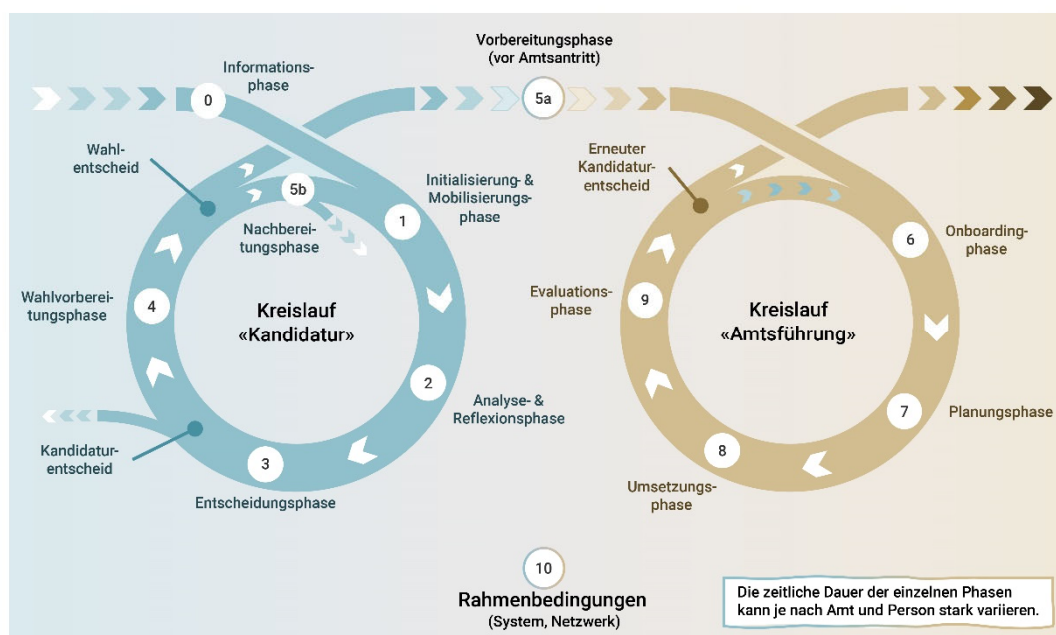 Vorbereitungsphase
(vor Amtsantritt)
5a
Informations-
phase
0
Wahl-
entscheid
5b
Nachberei-
tungsphase
Initialisierung- &
Mobilisierungs-
phase
1
Wahlvorberei-
tungsphase
4
Kreislauf
«Kandidatur»
2
Analyse- &
Reflexionsphase
Kandidatur-
entscheid
3
Entscheidungsphase
Erneuter
Kandidatur-
entscheid
6
Onboarding-
phase
Evaluations-
phase
9
Kreislauf
«Amtsführung»
7
Planungsphase
8
Umsetzungs-
phase
10
Rahmenbedingungen
(System, Netzwerk)
Die zeitliche Dauer der einzelnen Phasen
kann je nach Amt und Person stark variieren.